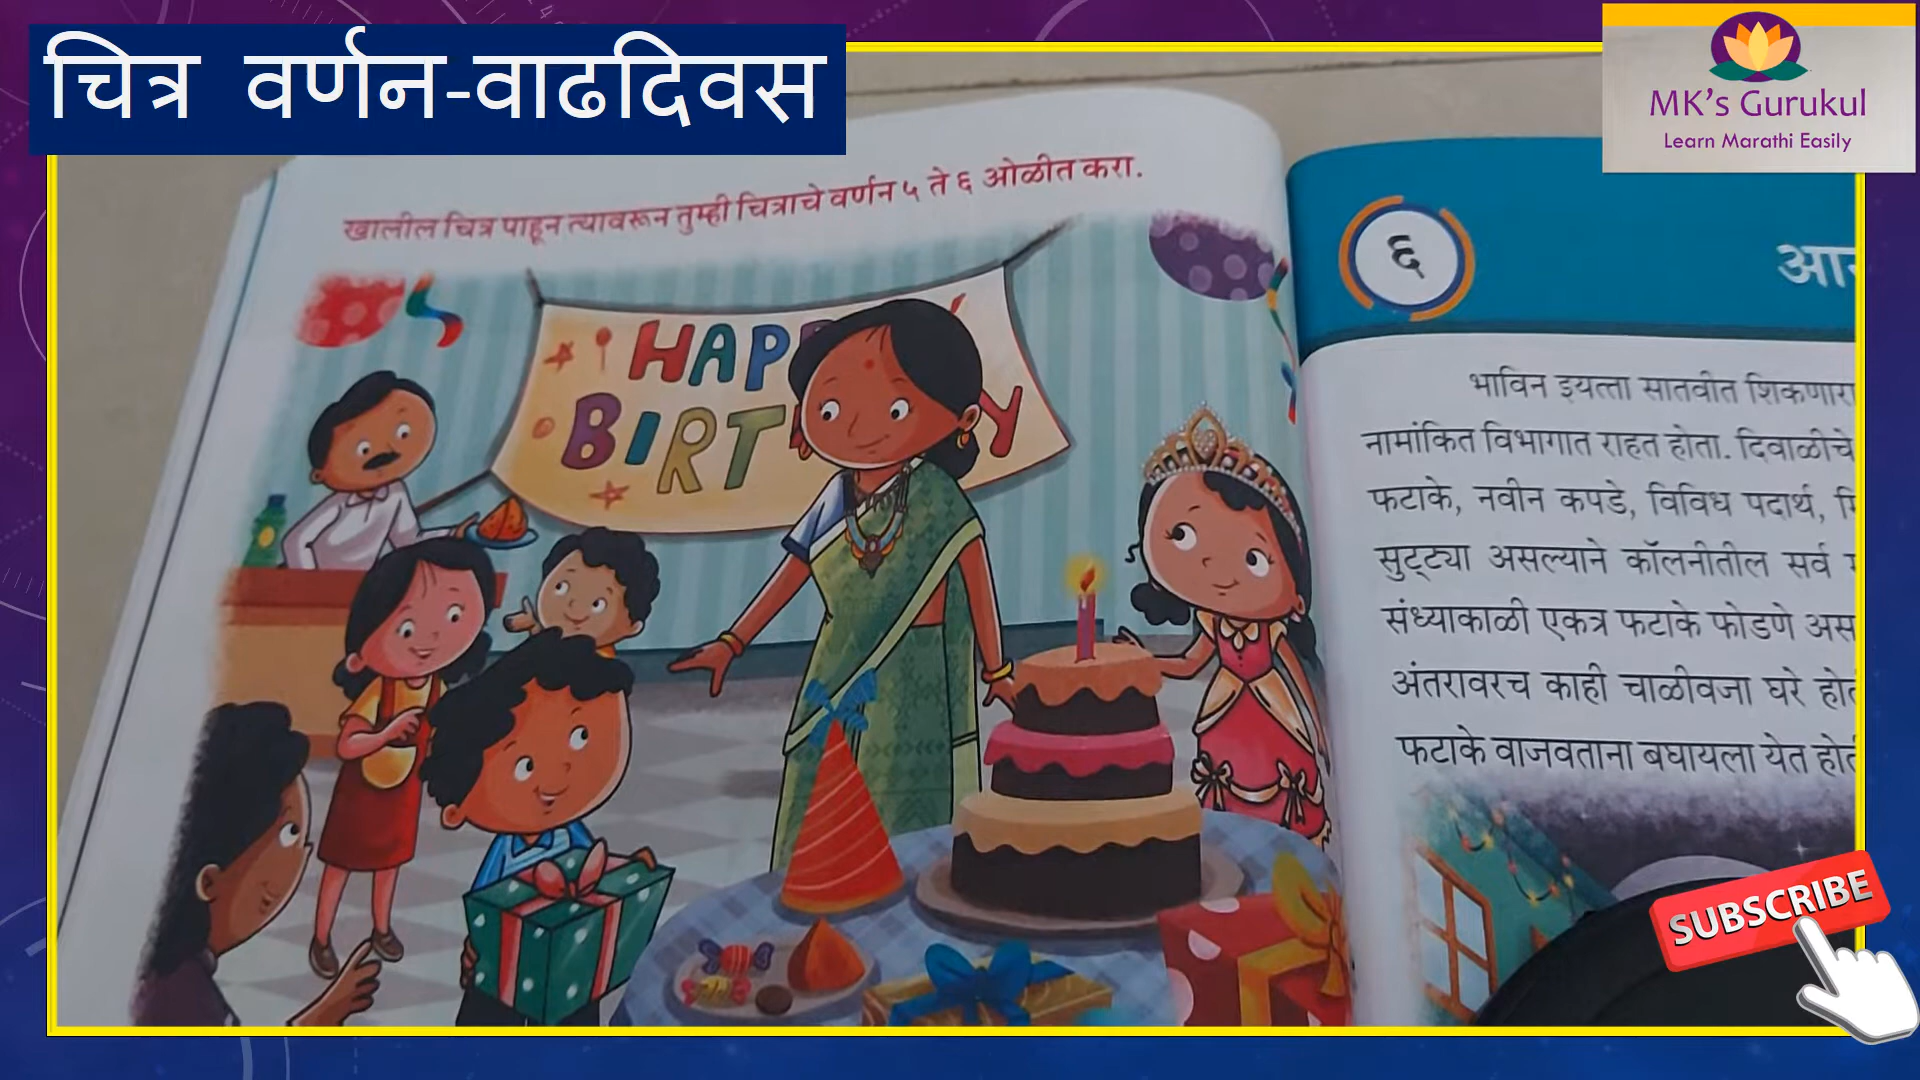 चित्र वर्णन-वाढदिवस
MK's Gurukul
Learn Marathi Easily
खालील चित्र पाहून त्यावरून तुम्ही चित्राचे वर्णन ५ ते ६ ओळीत करा.
HAPP
BIRT Y
६
भाविन इयत्ता सातवीत शिकणारा
नामांकित विभागात राहत होता. दिवाळीचे
फटाके, नवीन कपडे, विविध पदार्थ,
सुट्ट्या असल्याने कॉलनीतील सर्व
संध्याकाळी एकत्र फटाके फोडणे अस
अंतरावरच काही चाळीवजा घरे होत
फटाके वाजवताना बघायला येत होत
SUBSCRIBE